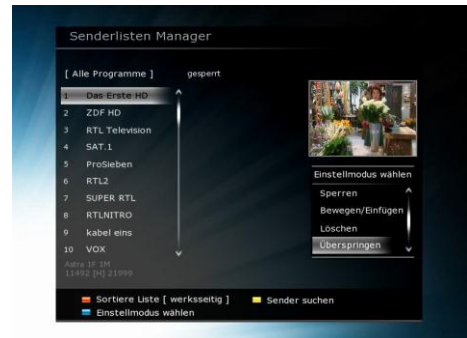 Senderlisten Manager
[ Alle Programme ] gesperrt
1 Das Erste HD
2 ZDF HD
3 RTL Television
4 SAT.1
5 ProSieben
6 RTL2
7 SUPER RTL
8 RTLNITRO
9 kabel eins
10 VOX
Astra 1F 1M
11492 [H] 21999
Einstellmodus wählen
Sperren
Bewegen/Einfügen
Löschen
Überspringen
Sortiere Liste [ werksseitig ] Sender suchen
Einstellmodus wählen